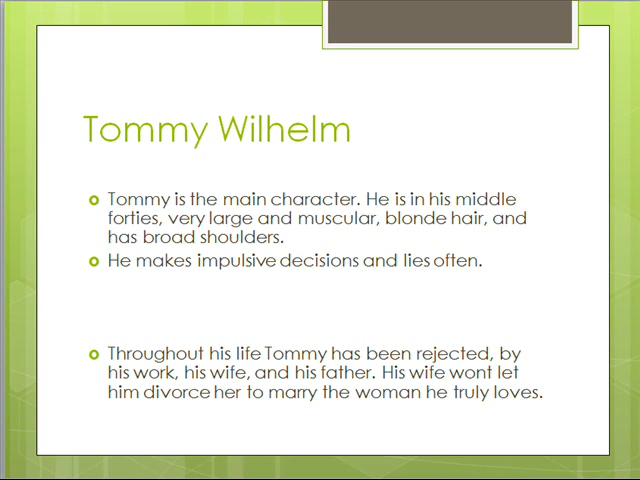 Tommy Wilhelm
Tommy is the main character. He is in his middle
forties, very large and muscular, blonde hair, and
has broad shoulders.
He makes impulsive decisions and lies often.
Throughout his life Tommy has been rejected, by
his work, his wife, and his father. His wife wont let
him divorce her to marry the woman he truly loves.